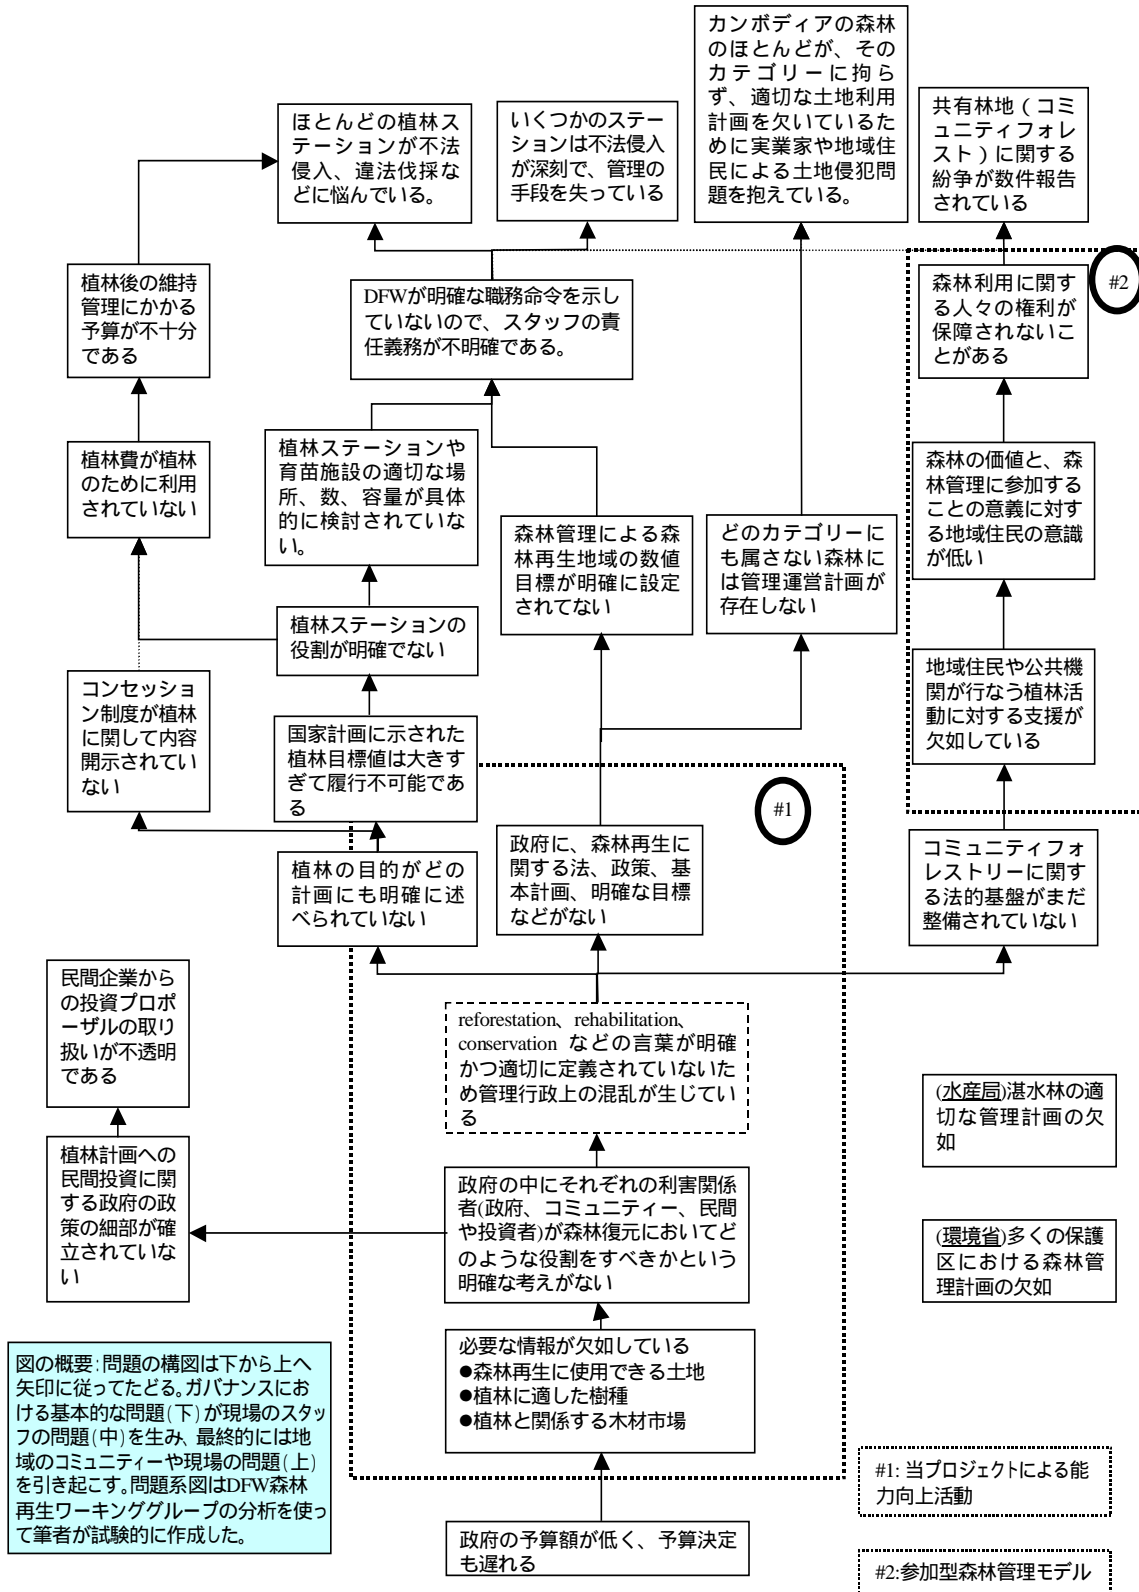 カンボディアの森林
のほとんどが、その
カテゴリーに拘ら
ず、適切な土地利用
計画を欠いているた
めに実業家や地域住
民による土地侵犯問
題を抱えている。
ほとんどの植林ス
テーションが不法
侵入、違法伐採な
どに悩んでいる。
いくつかのステー
ションは不法侵入
が深刻で、管理の
手段を失っている
共有林地(コミ
ュニティフォレ
スト)に関する
紛争が数件報告
されている
植林後の維持
管理にかかる
予算が不十分
である
DFWが明確な職務命令を示し
ていないので、スタッフの責
任義務が不明確である。
森林利用に関す
る人々の権利が
保障されないこ
とがある
#2
植林費が植林
のために利用
されていない
植林ステーションや
育苗施設の適切な場
所、数、容量が具体
的に検討されていな
い。
森林管理による森
林再生地域の数値
目標が明確に設定
されてない
どのカテゴリーに
も属さない森林に
は管理運営計画が
存在しない
森林の価値と、森
林管理に参加する
ことの意義に対す
る地域住民の意識
が低い
植林ステーションの
役割が明確でない
コンセッショ
ン制度が植林
に関して内容
開示されてい
ない
国家計画に示された
植林目標値は大きす
ぎて履行不可能であ
る
地域住民や公共機
関が行なう植林活
動に対する支援が
欠如している
#1
植林の目的がどの
計画にも明確に述
べられていない
政府に、森林再生に
関する法、政策、基
本計画、明確な目標
などがない
コミュニティフォ
レストリーに関す
る法的基盤がまだ
整備されていない
民間企業から
の投資プロポ
ーザルの取り
扱いが不透明
である
reforestation、rehabilitation、
conservation などの言葉が明確
かつ適切に定義されていないた
め管理行政上の混乱が生じてい
る
(水産局)湛水林の適
切な管理計画の欠
如
植林計画への
民間投資に関
する政府の政
策の細部が確
立されていな
い
政府の中にそれぞれの利害関係
者(政府、コミュニティー、民間
や投資者)が森林復元においてど
のような役割をすべきかという
明確な考えがない
(環境省)多くの保護
区における森林管
理計画の欠如
必要な情報が欠如している
●森林再生に使用できる土地
●植林に適した樹種
●植林と関係する木材市場
図の概要:問題の構図は下から上へ
矢印に従ってたどる。ガバナンスにお
ける基本的な問題(下)が現場のスタッ
フの問題(中)を生み、最終的には地
域のコミュニティーや現場の問題(上)
を引き起こす。問題系図はDFW森林
再生ワーキンググループの分析を使っ
て筆者が試験的に作成した。
#1: 当プロジェクトによる能
力向上活動
政府の予算額が低く、予算決定
も遅れる
#2:参加型森林管理モデル